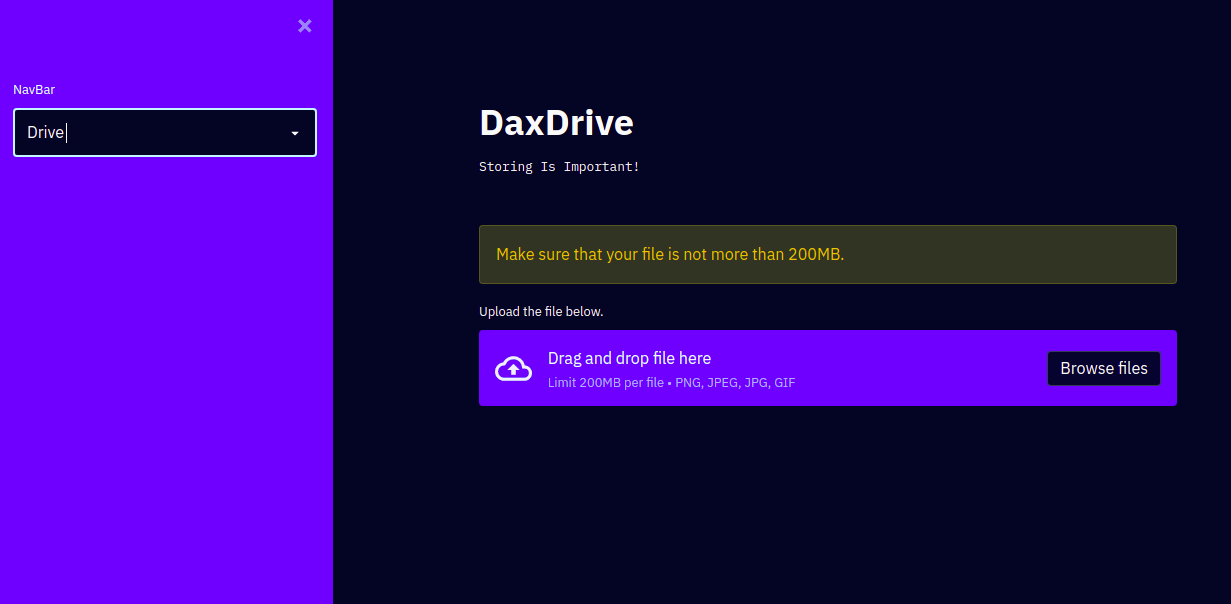 NavBar
Drive
DaxDrive
Storing Is Important!
Make sure that your file is not more than 200MB.
Upload the file below.
Drag and drop file here
Limit 200MB per file • PNG, JPEG, JPG, GIF
Browse files